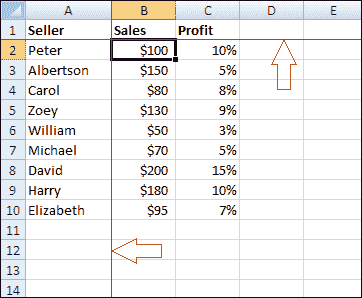 A B C D E
1 Seller Sales Profit
2 Peter $100 10%
3 Albertson $150 5%
4 Carol $80 8%
5 Zoey $130 9%
6 William $50 3%
7 Michael $70 5%
8 David $200 15%
9 Harry $180 10%
10 Elizabeth $95 7%
11
12
13
14